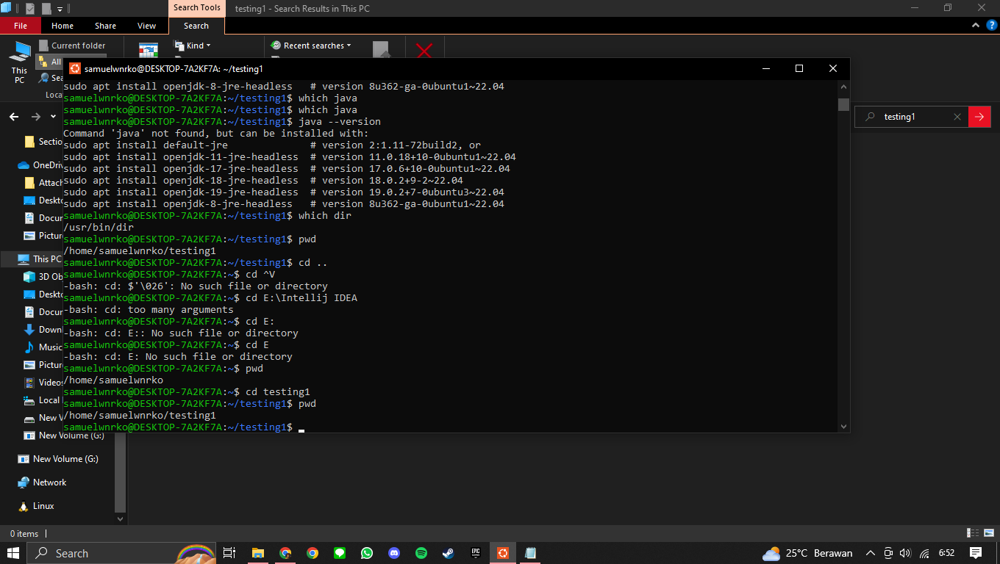 Search Tools
testing1 - Search Results in This PC
File
Home
Share
View
Search
This PC
Current folder
All
Sea
Loca
Kind
Recent searches
samuelwnrko@DESKTOP-7A2KF7A: ~/testing1
sudo apt install openjdk-8-jre-headless   # version 8u362-ga-0ubuntu1~22.04
samuelwnrko@DESKTOP-7A2KF7A:~/testing1$ which java
samuelwnrko@DESKTOP-7A2KF7A:~/testing1$ which java
samuelwnrko@DESKTOP-7A2KF7A:~/testing1$ java --version
Command 'java' not found, but can be installed with:
sudo apt install default-jre              # version 2:1.11-72build2, or
sudo apt install openjdk-11-jre-headless  # version 11.0.18+10-0ubuntu1~22.04
sudo apt install openjdk-17-jre-headless  # version 17.0.6+10-0ubuntu1~22.04
sudo apt install openjdk-18-jre-headless  # version 18.0.2+9-2~22.04
sudo apt install openjdk-19-jre-headless  # version 19.0.2+7-0ubuntu3~22.04
sudo apt install openjdk-8-jre-headless   # version 8u362-ga-0ubuntu1~22.04
samuelwnrko@DESKTOP-7A2KF7A:~/testing1$ which dir
/usr/bin/dir
samuelwnrko@DESKTOP-7A2KF7A:~/testing1$ pwd
/home/samuelwnrko/testing1
samuelwnrko@DESKTOP-7A2KF7A:~/testing1$ cd ..
samuelwnrko@DESKTOP-7A2KF7A:~$ cd ^V
-bash: cd: $'\026': No such file or directory
samuelwnrko@DESKTOP-7A2KF7A:~$ cd E:\Intellij IDEA
-bash: cd: too many arguments
samuelwnrko@DESKTOP-7A2KF7A:~$ cd E:
-bash: cd: E:: No such file or directory
samuelwnrko@DESKTOP-7A2KF7A:~$ cd E
-bash: cd: E: No such file or directory
samuelwnrko@DESKTOP-7A2KF7A:~$ pwd
/home/samuelwnrko
samuelwnrko@DESKTOP-7A2KF7A:~$ cd testing1
samuelwnrko@DESKTOP-7A2KF7A:~/testing1$ pwd
/home/samuelwnrko/testing1
samuelwnrko@DESKTOP-7A2KF7A:~/testing1$
testing1
Sectio
OneDriv
Attach
Deskto
Docum
Pictur
This PC
3D Ob
Deskto
Docum
Downl
Music
Pictur
Videos
Local
New V
New Volume (G:)
New Volume (G:)
Network
Linux
0 items
Search
EPIC
25°C Berawan
6:52